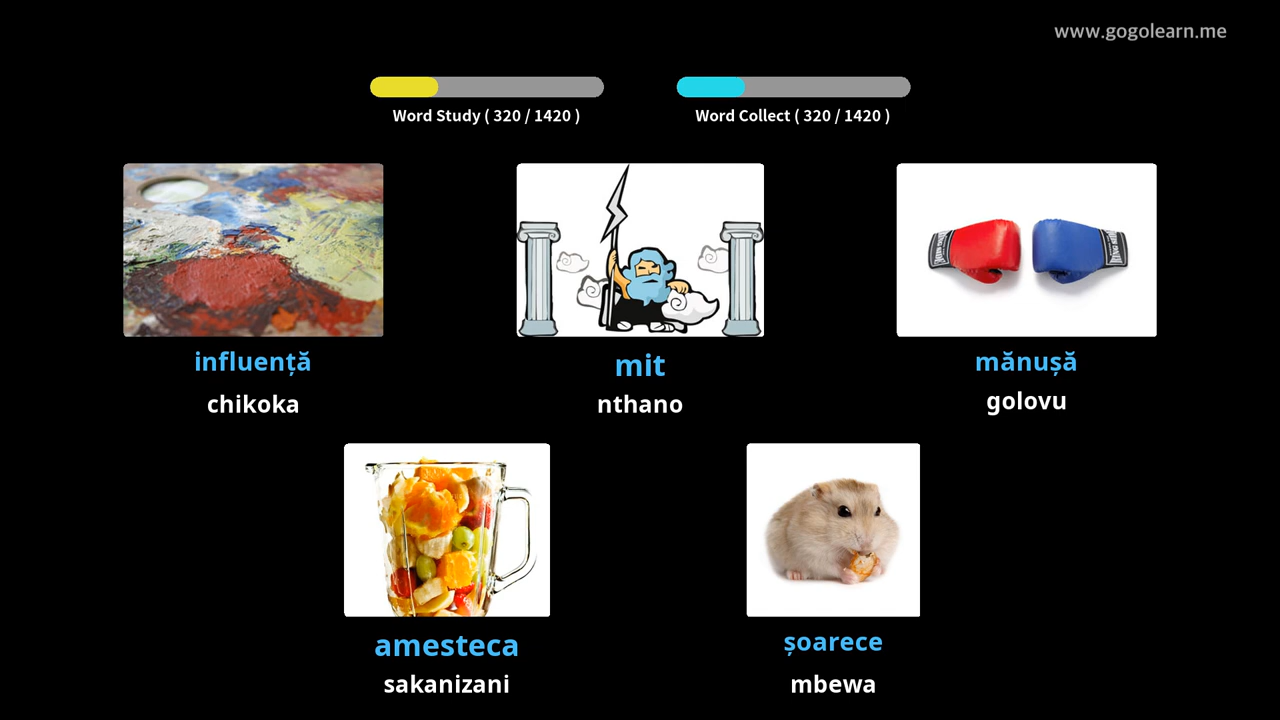 www.gogolearn.me
Word Study ( 320 / 1420 )
Word Collect ( 320 / 1420 )
influență
mit
mănușă
chikoka
nthano
golovu
amesteca
șoarece
sakanizani
mbewa